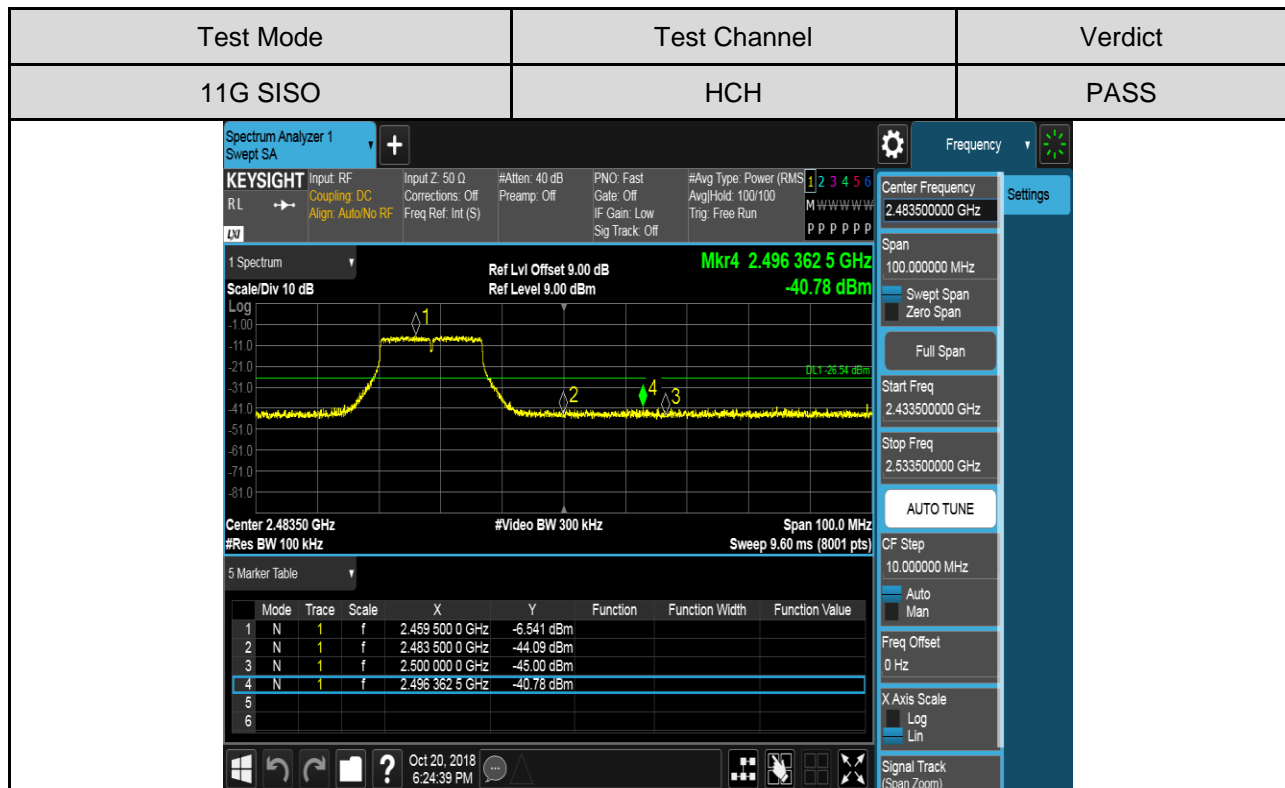 Test Mode Test Channel Verdict
11G SISO HCH PASS
Spectrum Analyzer 1
Swept SA
+
Frequency
KEYSIGHT Input: RF Input Z: 50 Ω #Atten: 40 dB PNO: Fast #Avg Type: Power (RMS 1 2 3 4 5 6
RL Coupling: DC Corrections: Off Preamp: Off Gate: Off Avg|Hold: 100/100 M W W W W W
Align: Auto/No RF Freq Ref: Int (S) IF Gain: Low Trig: Free Run
LXI Sig Track: Off P P P P P P
1 Spectrum
Ref Lvl Offset 9.00 dB Mkr4 2.496 362 5 GHz
Scale/Div 10 dB Ref Level 9.00 dBm -40.78 dBm
Log
-1.00
-11.0
-21.0
-31.0
-41.0
-51.0
-61.0
-71.0
-81.0
1
2
4
3
DL1 -26.54 dBm
Center 2.48350 GHz #Video BW 300 kHz Span 100.0 MHz
#Res BW 100 kHz Sweep 9.60 ms (8001 pts)
5 Marker Table
Mode Trace Scale X Y Function Function Width Function Value
1 N 1 f 2.459 500 0 GHz -6.541 dBm
2 N 1 f 2.483 500 0 GHz -44.09 dBm
3 N 1 f 2.500 000 0 GHz -45.00 dBm
4 N 1 f 2.496 362 5 GHz -40.78 dBm
5
6
?
Oct 20, 2018
6:24:39 PM
Center Frequency
2.483500000 GHz
Settings
Span
100.000000 MHz
Swept Span
Zero Span
Full Span
Start Freq
2.433500000 GHz
Stop Freq
2.533500000 GHz
AUTO TUNE
CF Step
10.000000 MHz
Auto
Man
Freq Offset
0 Hz
X Axis Scale
Log
Lin
Signal Track
(Span Zoom)